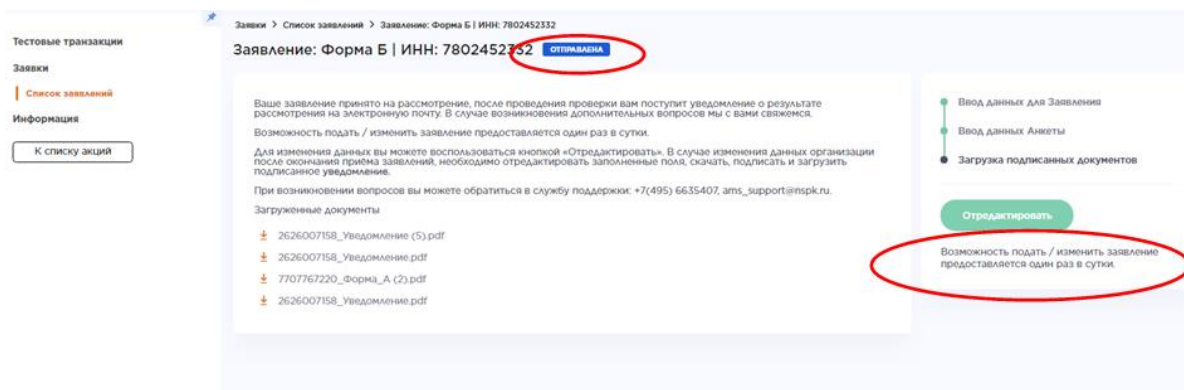 Тестовые транзакции
Заявки
Список заявлений
Информация
К списку акций
Заявки > Список заявлений > Заявление: Форма Б | ИНН: 7802452332
Заявление: Форма Б | ИНН: 7802452332 ОТПРАВЛЕНА
Ваше заявление принято на рассмотрение, после проведения проверки вам поступит уведомление о результате
рассмотрения на электронную почту. В случае возникновения дополнительных вопросов мы с вами свяжемся.
Возможность подать / изменить заявление предоставляется один раз в сутки.
Для изменения данных вы можете воспользоваться кнопкой «Отредактировать». В случае изменения данных организации
после окончания приёма заявлений, необходимо отредактировать заполненные поля, скачать, подписать и загрузить
подписанное уведомление.
При возникновении вопросов вы можете обратиться в службу поддержки: +7(495) 6635407, ams_support@nspk.ru.
Загруженные документы
2626007158_Уведомление (5).pdf
2626007158_Уведомление.pdf
7707767220_Форма_А (2).pdf
2626007158_Уведомление.pdf
Ввод данных для Заявления
Ввод данных Анкеты
Загрузка подписанных документов
Отредактировать
Возможность подать / изменить заявление
предоставляется один раз в сутки.